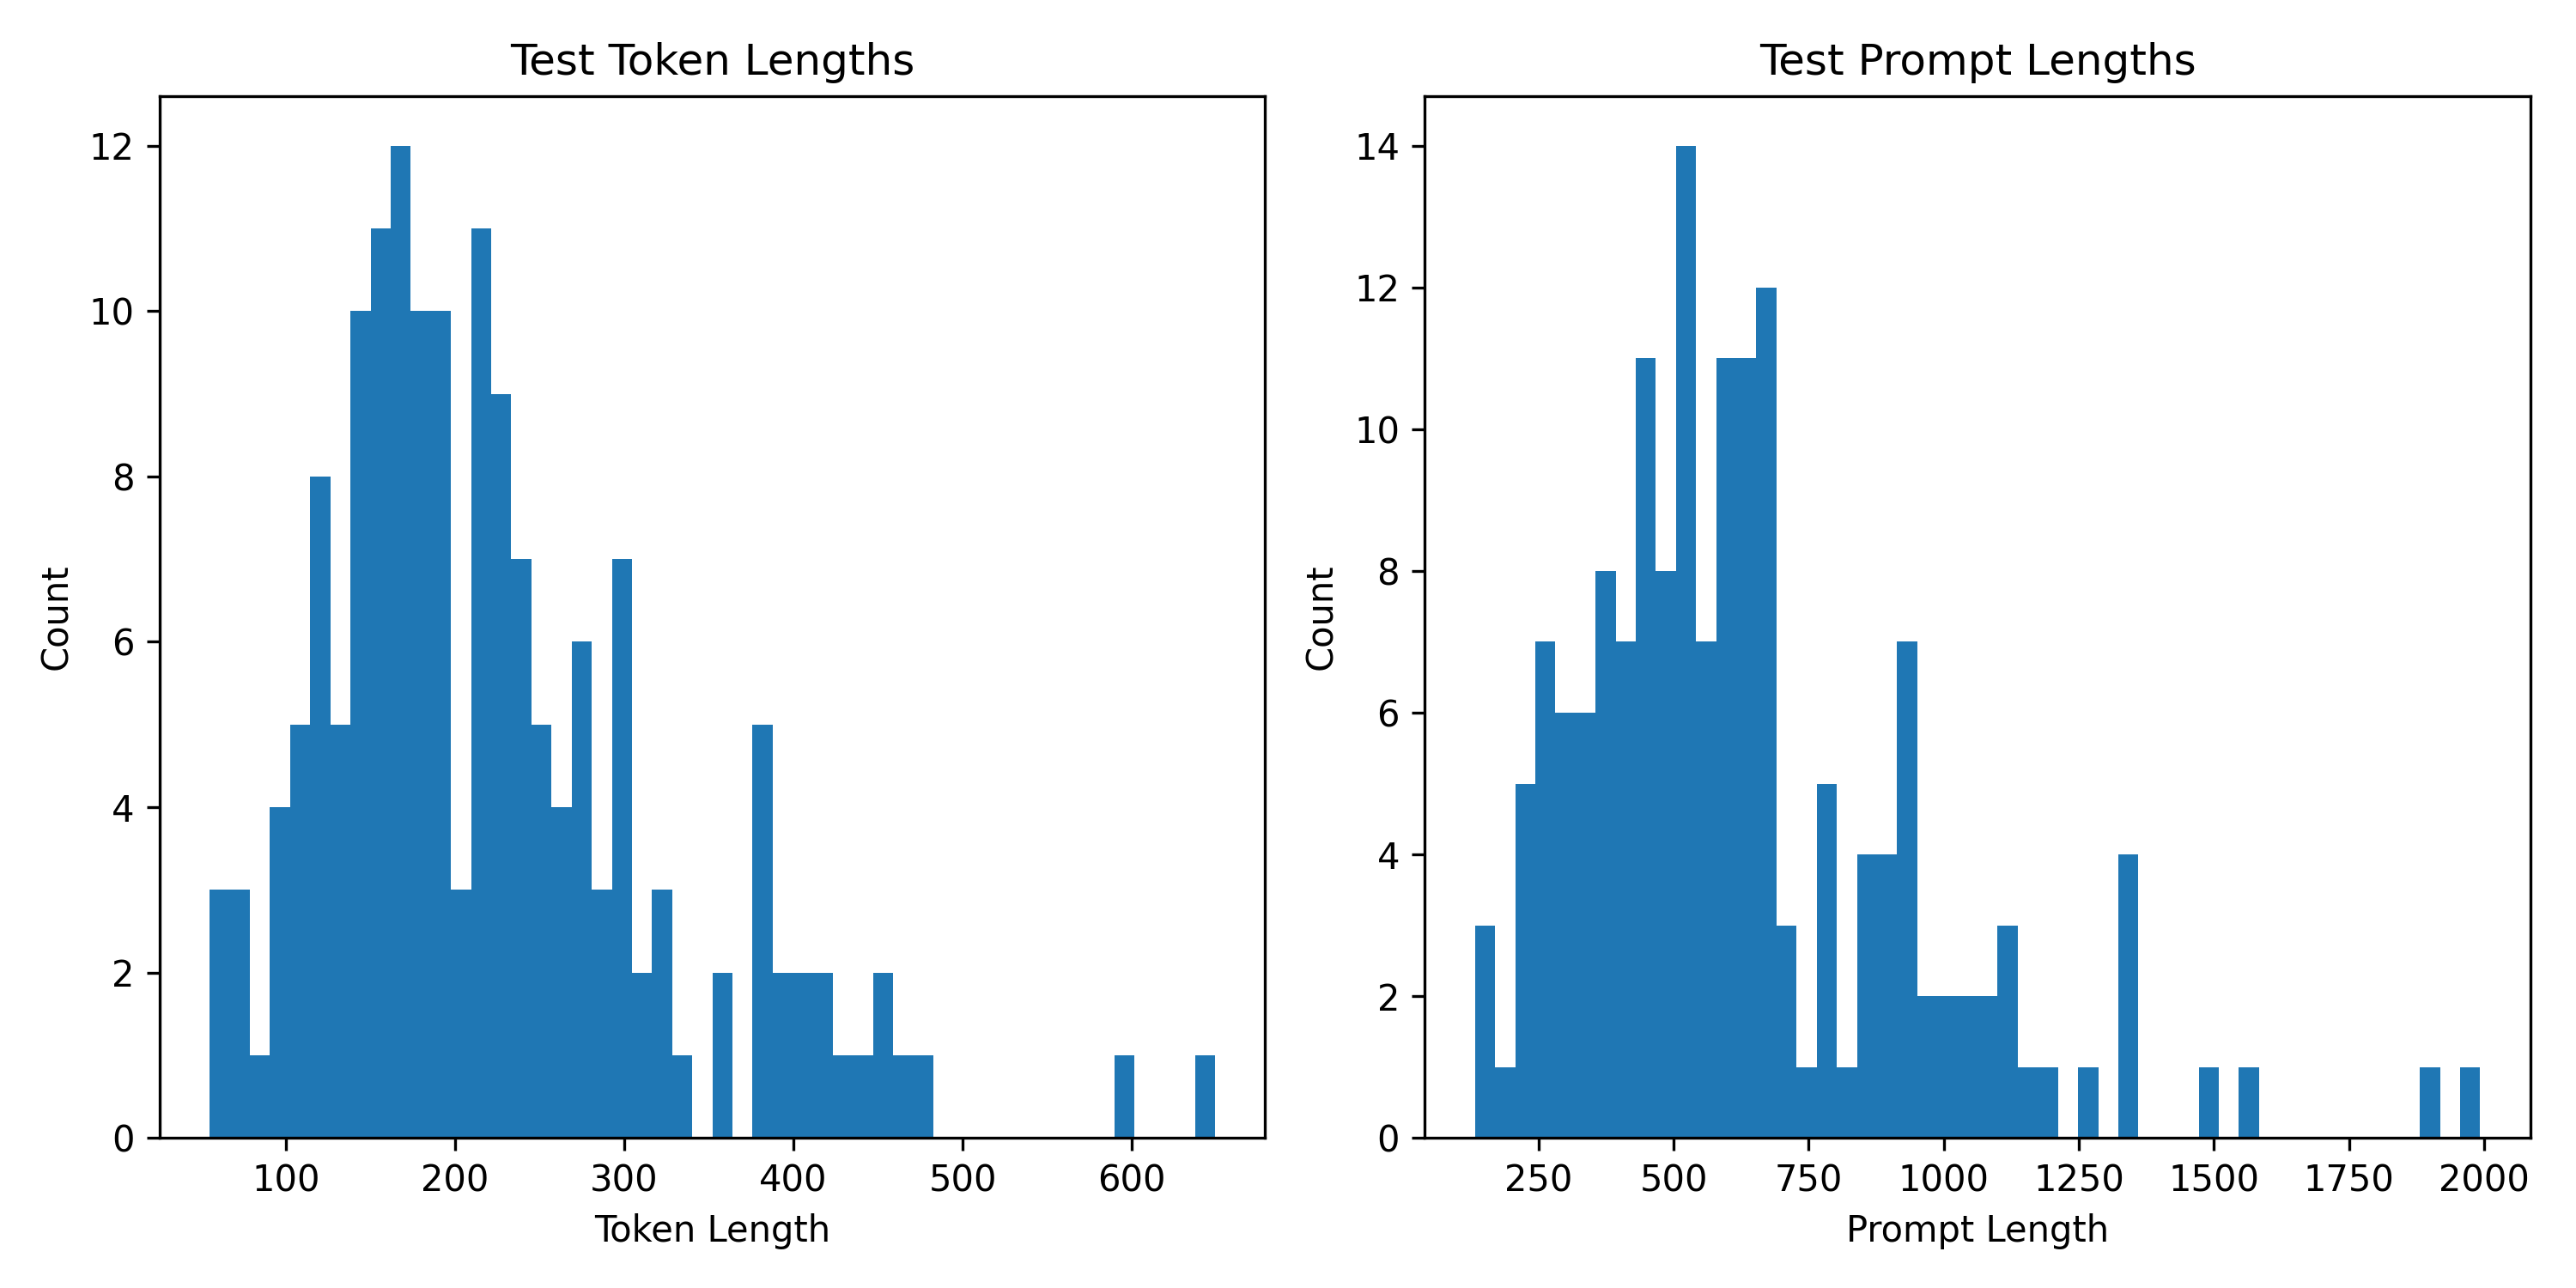 Test Token Lengths
Count
12
10
8
6
4
2
0
100 200 300 400 500 600
Token Length
Test Prompt Lengths
Count
14
12
10
8
6
4
2
0
250 500 750 1000 1250 1500 1750 2000
Prompt Length